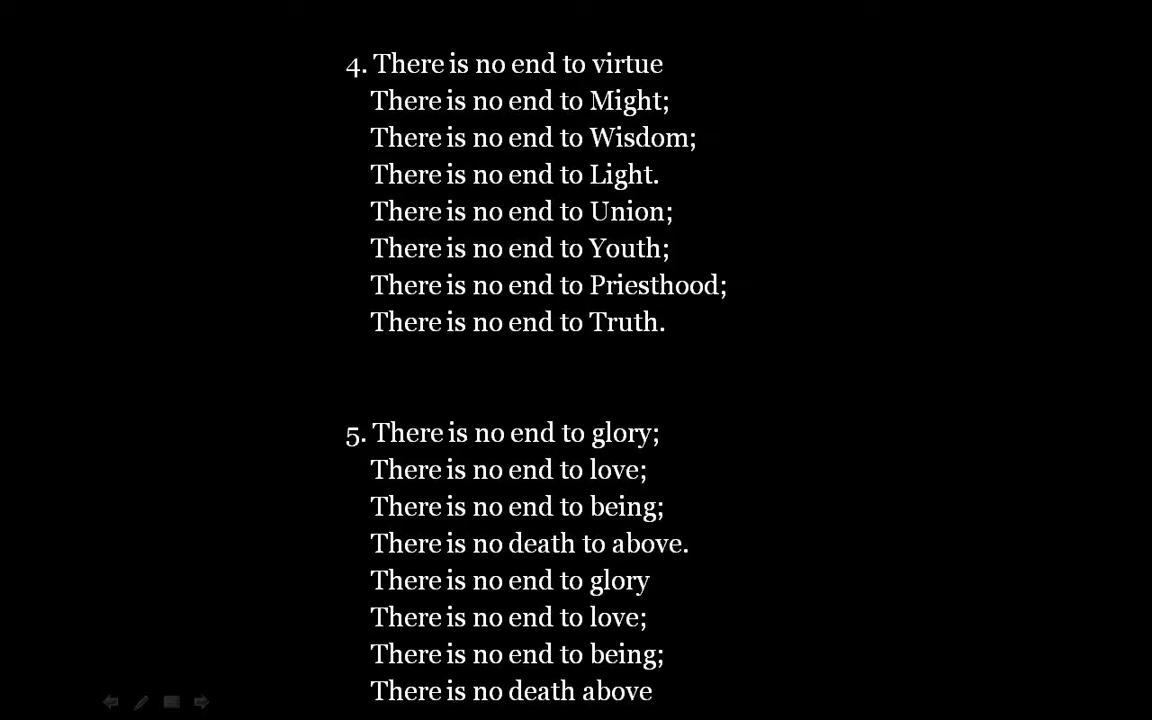 4. There is no end to virtue
There is no end to Might;
There is no end to Wisdom;
There is no end to Light.
There is no end to Union;
There is no end to Youth;
There is no end to Priesthood;
There is no end to Truth.
5. There is no end to glory;
There is no end to love;
There is no end to being;
There is no death to above.
There is no end to glory
There is no end to love;
There is no end to being;
There is no death above